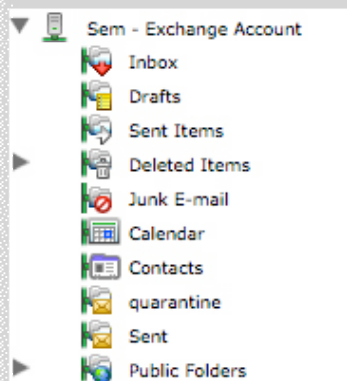 Sem - Exchange Account
Inbox
Drafts
Sent Items
Deleted Items
Junk E-mail
Calendar
Contacts
quarantine
Sent
Public Folders